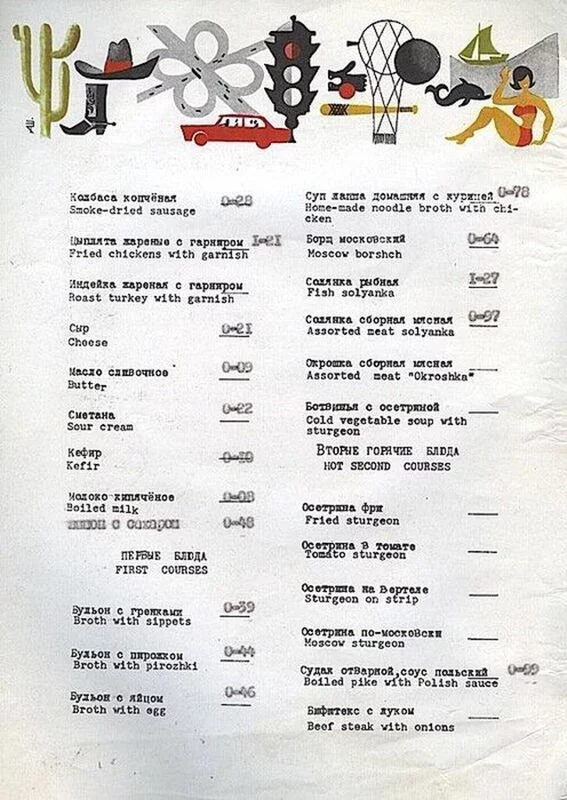 Колбаса копчёная 0-28
Smoke-dried sausage
Цыплята жареные с гарниром 1-21
Fried chickens with garnish
Индейка жареная с гарниром
Roast turkey with garnish
Сыр 0-21
Cheese
Масло сливочное 0-09
Butter
Сметана 0-22
Sour cream
Кефир
Kefir
Молоко кипячёное 0-08
Boiled milk
с сахаром 0-48
ПЕРВЫЕ БЛЮДА
FIRST COURSES
Бульон с гренками 0-39
Broth with sippets
Бульон с пирожком 0-44
Broth with pirozhki
Бульон с яйцом 0-46
Broth with egg
Суп лапша домашняя с курицей 0-78
Home-made noodle broth with chi-
cken
Борщ московский 0-64
Moscow borshch
Солянка рыбная 1-27
Fish solyanka
Солянка сборная мясная 0-97
Assorted meat solyanka
Окрошка сборная мясная
Assorted meat "Okroshka"
Ботвинья с осетриной
Cold vegetable soup with
sturgeon
ВТОРЫЕ ГОРЯЧИЕ БЛЮДА
HOT SECOND COURSES
Осетрина фри
Fried sturgeon
Осетрина в томате
Tomato sturgeon
Осетрина на вертеле
Sturgeon on strip
Осетрина по-московски
Moscow sturgeon
Судак отварной,соус польский 0-99
Boiled pike with Polish sauce
Бифштекс с луком
Beef steak with onions